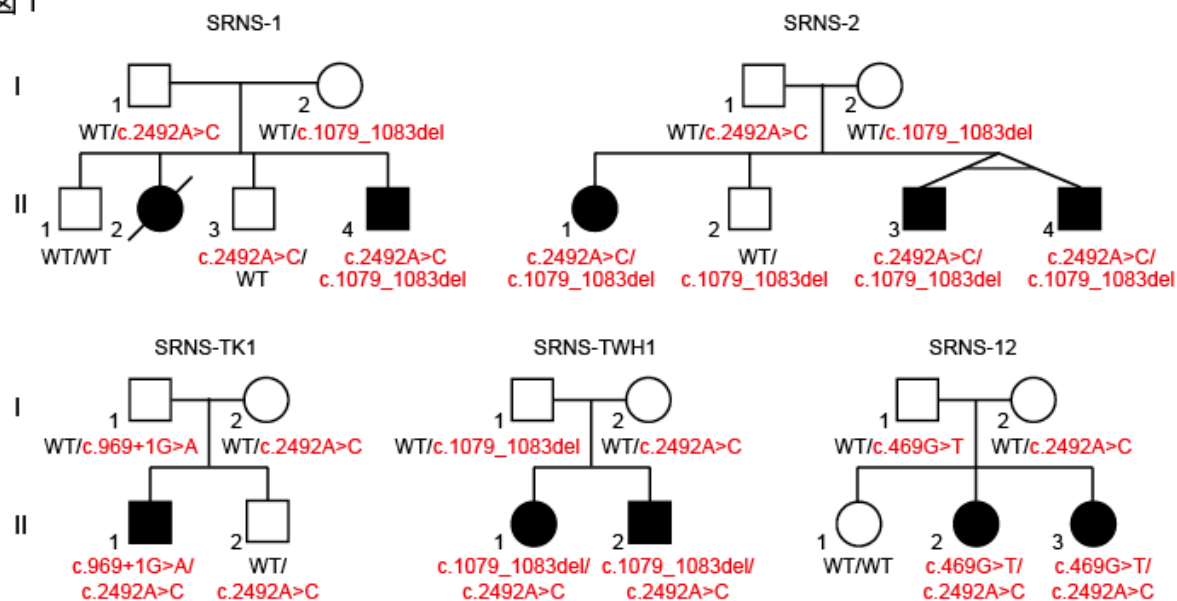 図1
SRNS-1
SRNS-2
I
1
2
1
2
WT/c.2492A>C
WT/c.1079_1083del
WT/c.2492A>C
WT/c.1079_1083del
II
1
2
3
4
1
2
3
4
WT/WT
c.2492A>C/
WT
c.2492A>C
c.1079_1083del
c.2492A>C/
c.1079_1083del
WT/
c.1079_1083del
c.2492A>C/
c.1079_1083del
c.2492A>C/
c.1079_1083del
SRNS-TK1
SRNS-TWH1
SRNS-12
I
1
2
1
2
1
2
WT/c.969+1G>A
WT/c.2492A>C
WT/c.1079_1083del
WT/c.2492A>C
WT/c.469G>T
WT/c.2492A>C
II
1
2
1
2
1
2
3
c.969+1G>A/
c.2492A>C
WT/
c.2492A>C
c.1079_1083del/
c.2492A>C
c.1079_1083del/
c.2492A>C
WT/WT
c.469G>T/
c.2492A>C
c.469G>T/
c.2492A>C